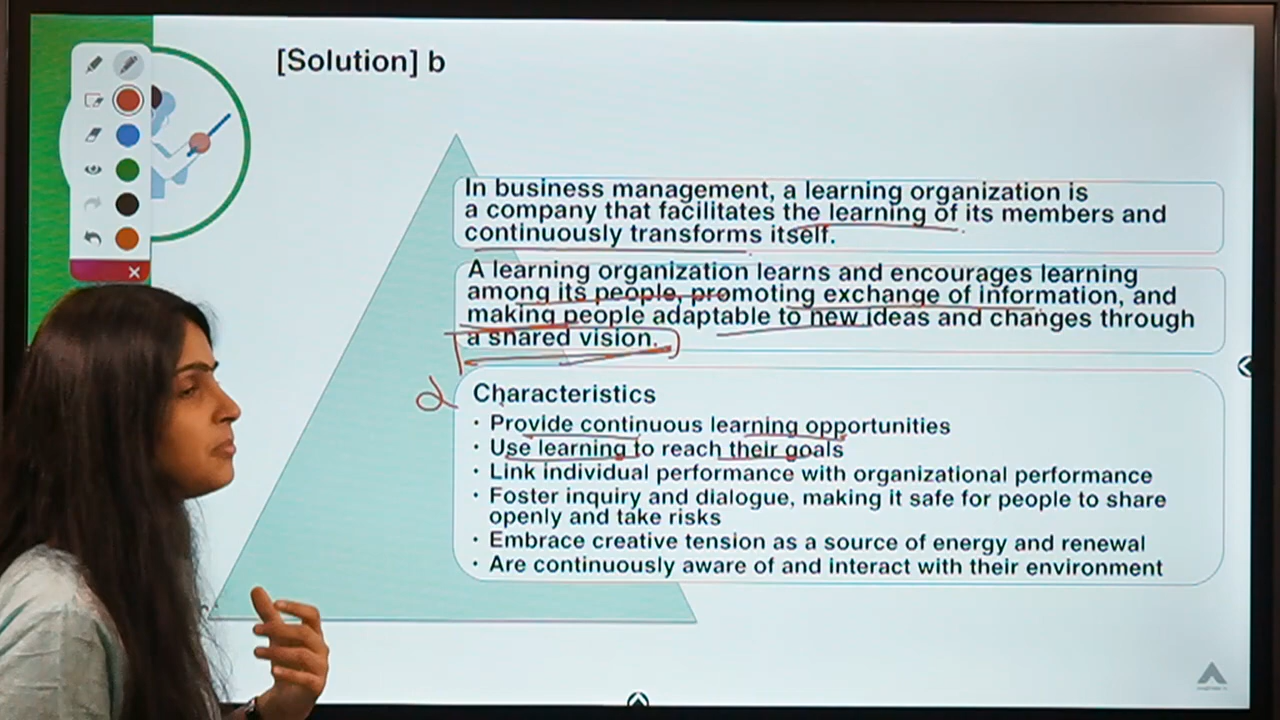 [Solution] b
In business management, a learning organization is
a company that facilitates the learning of its members and
continuously transforms itself.
A learning organization learns and encourages learning
among its people, promoting exchange of information, and
making people adaptable to new ideas and changes through
a shared vision.
Characteristics
· Provide continuous learning opportunities
· Use learning to reach their goals
· Link individual performance with organizational performance
· Foster inquiry and dialogue, making it safe for people to share
openly and take risks
· Embrace creative tension as a source of energy and renewal
· Are continuously aware of and interact with their environment